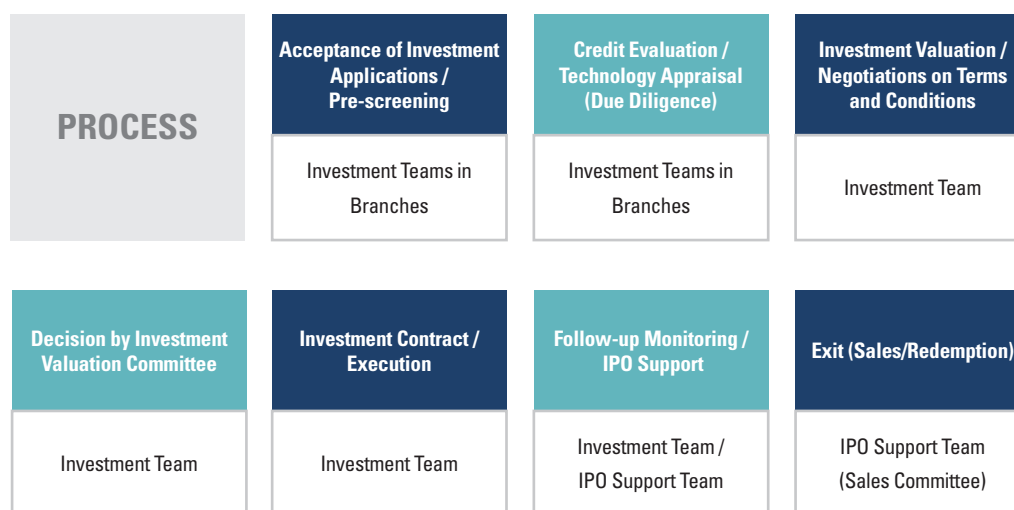 PROCESS
Acceptance of Investment
Applications /
Pre-screening
Investment Teams in
Branches
Credit Evaluation /
Technology Appraisal
(Due Diligence)
Investment Teams in
Branches
Investment Valuation /
Negotiations on Terms
and Conditions
Investment Team
Decision by Investment
Valuation Committee
Investment Team
Investment Contract /
Execution
Investment Team
Follow-up Monitoring /
IPO Support
Investment Team /
IPO Support Team
Exit (Sales/Redemption)
IPO Support Team
(Sales Committee)